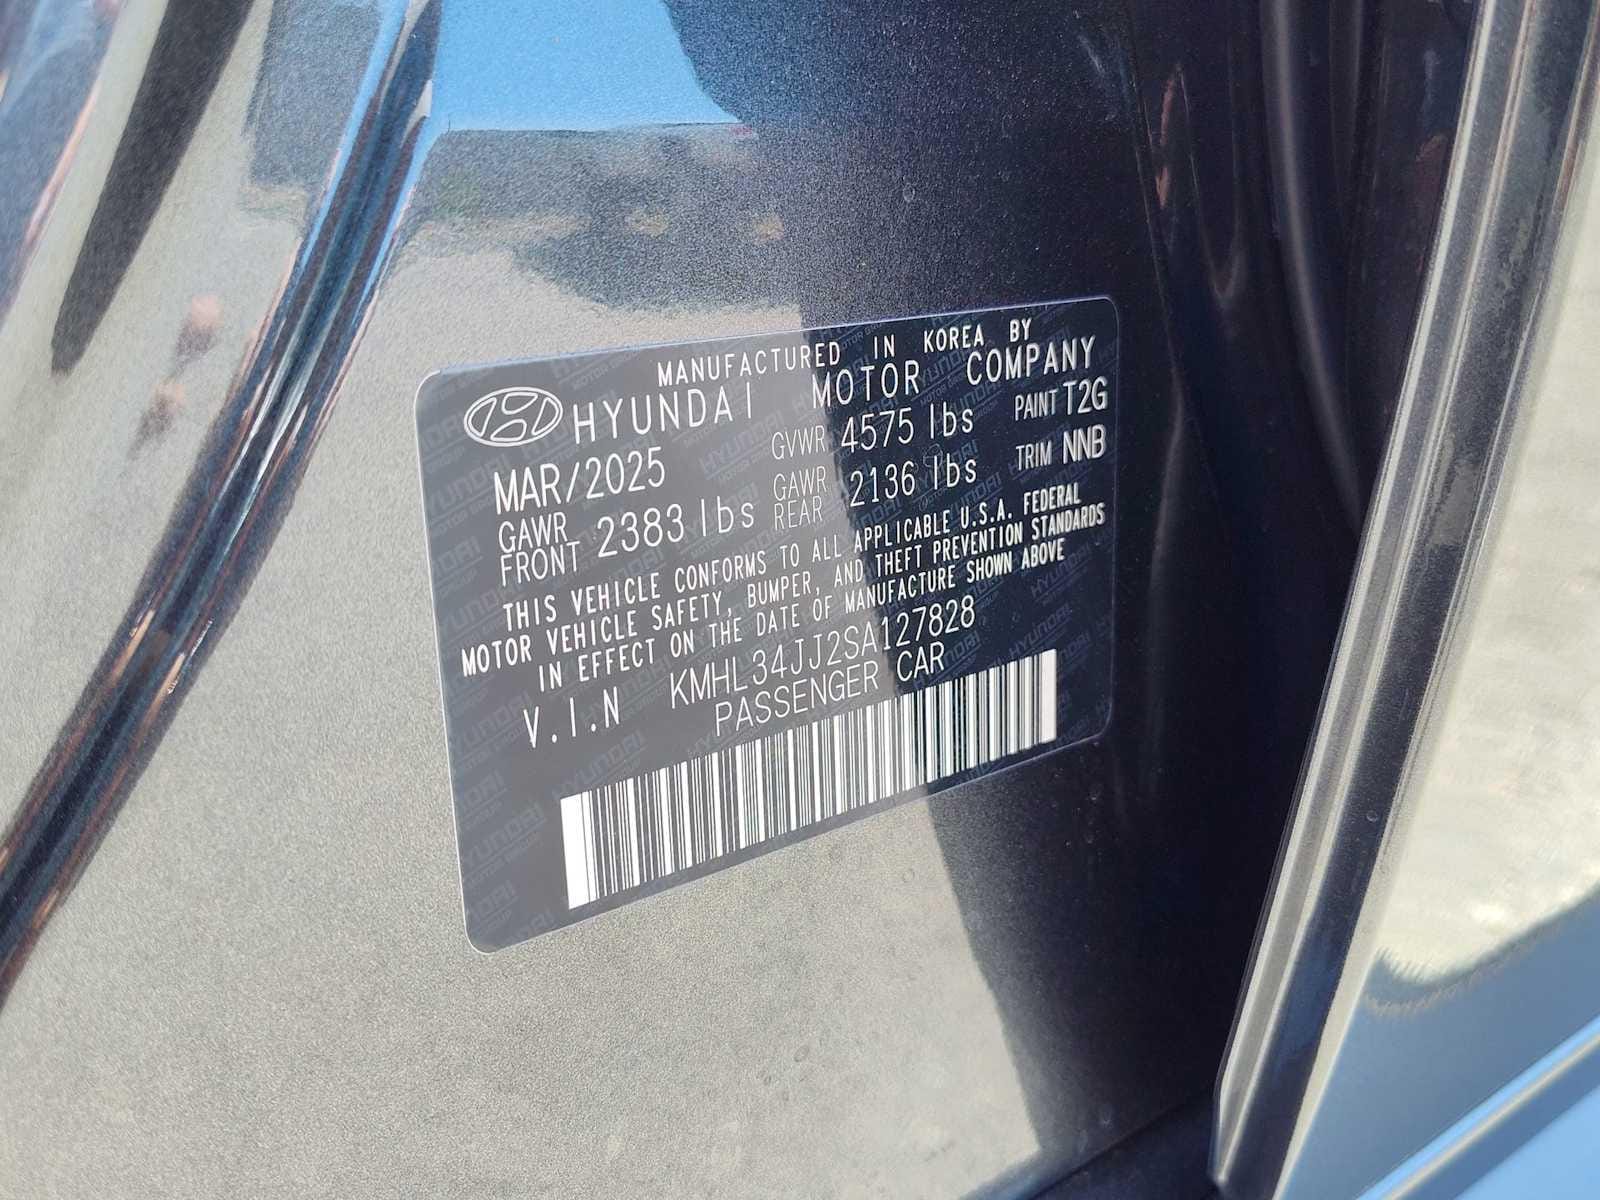 MANUFACTURED IN KOREA BY
HYUNDAI MOTOR COMPANY
MAR/2025 GVWR 4575 lbs PAINT T2G
GAWR FRONT 2383 lbs GAWR REAR 2136 lbs TRIM NNB
THIS VEHICLE CONFORMS TO ALL APPLICABLE U.S.A. FEDERAL
MOTOR VEHICLE SAFETY, BUMPER, AND THEFT PREVENTION STANDARDS
IN EFFECT ON THE DATE OF MANUFACTURE SHOWN ABOVE
V.I.N KMHL34JJ2SA127828
PASSENGER CAR